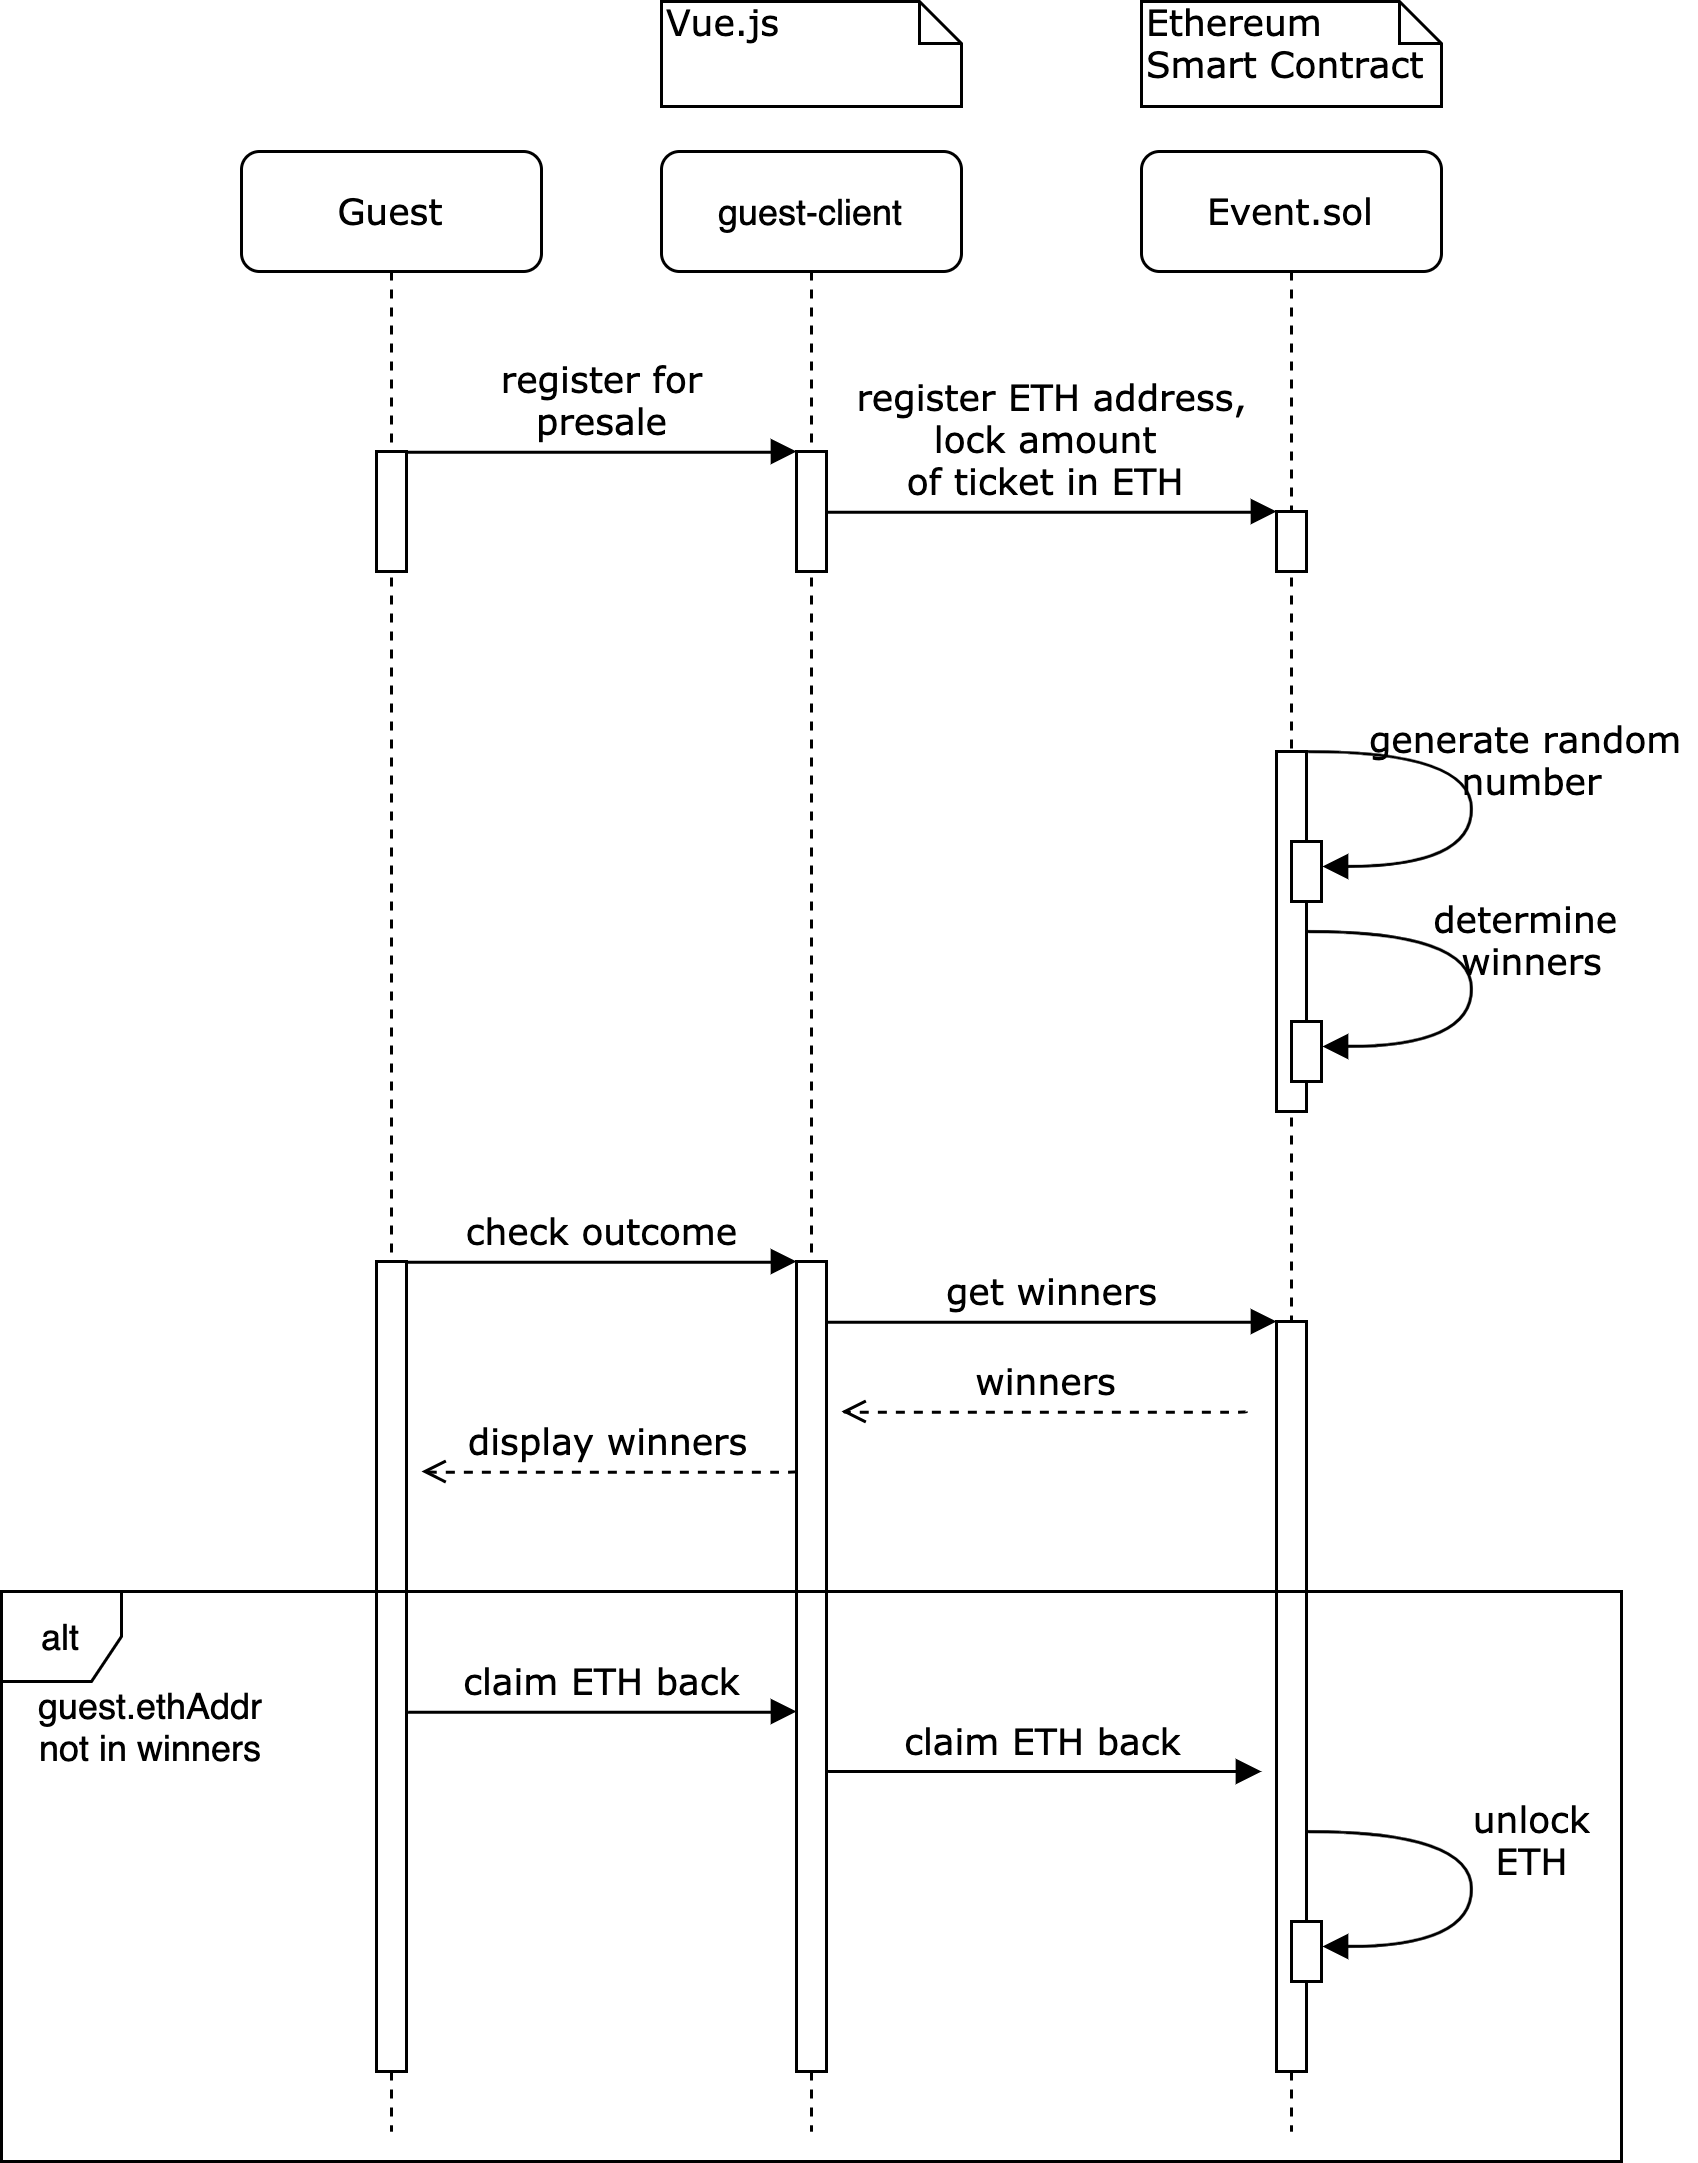 Vue.js
Ethereum
Smart Contract
Guest
guest-client
Event.sol
register for
presale
register ETH address,
lock amount
of ticket in ETH
generate random
number
determine
winners
check outcome
get winners
winners
display winners
alt
guest.ethAddr
not in winners
claim ETH back
claim ETH back
unlock
ETH